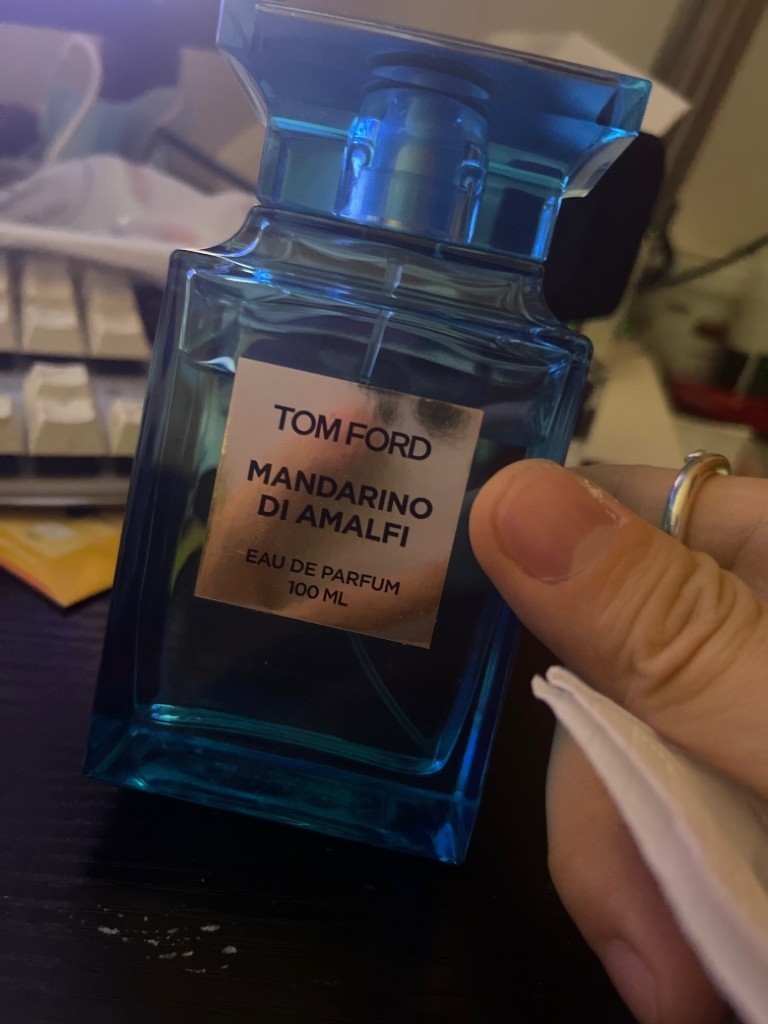 TOM FORD
MANDARINO
DI AMALFI
EAU DE PARFUM
100 ML